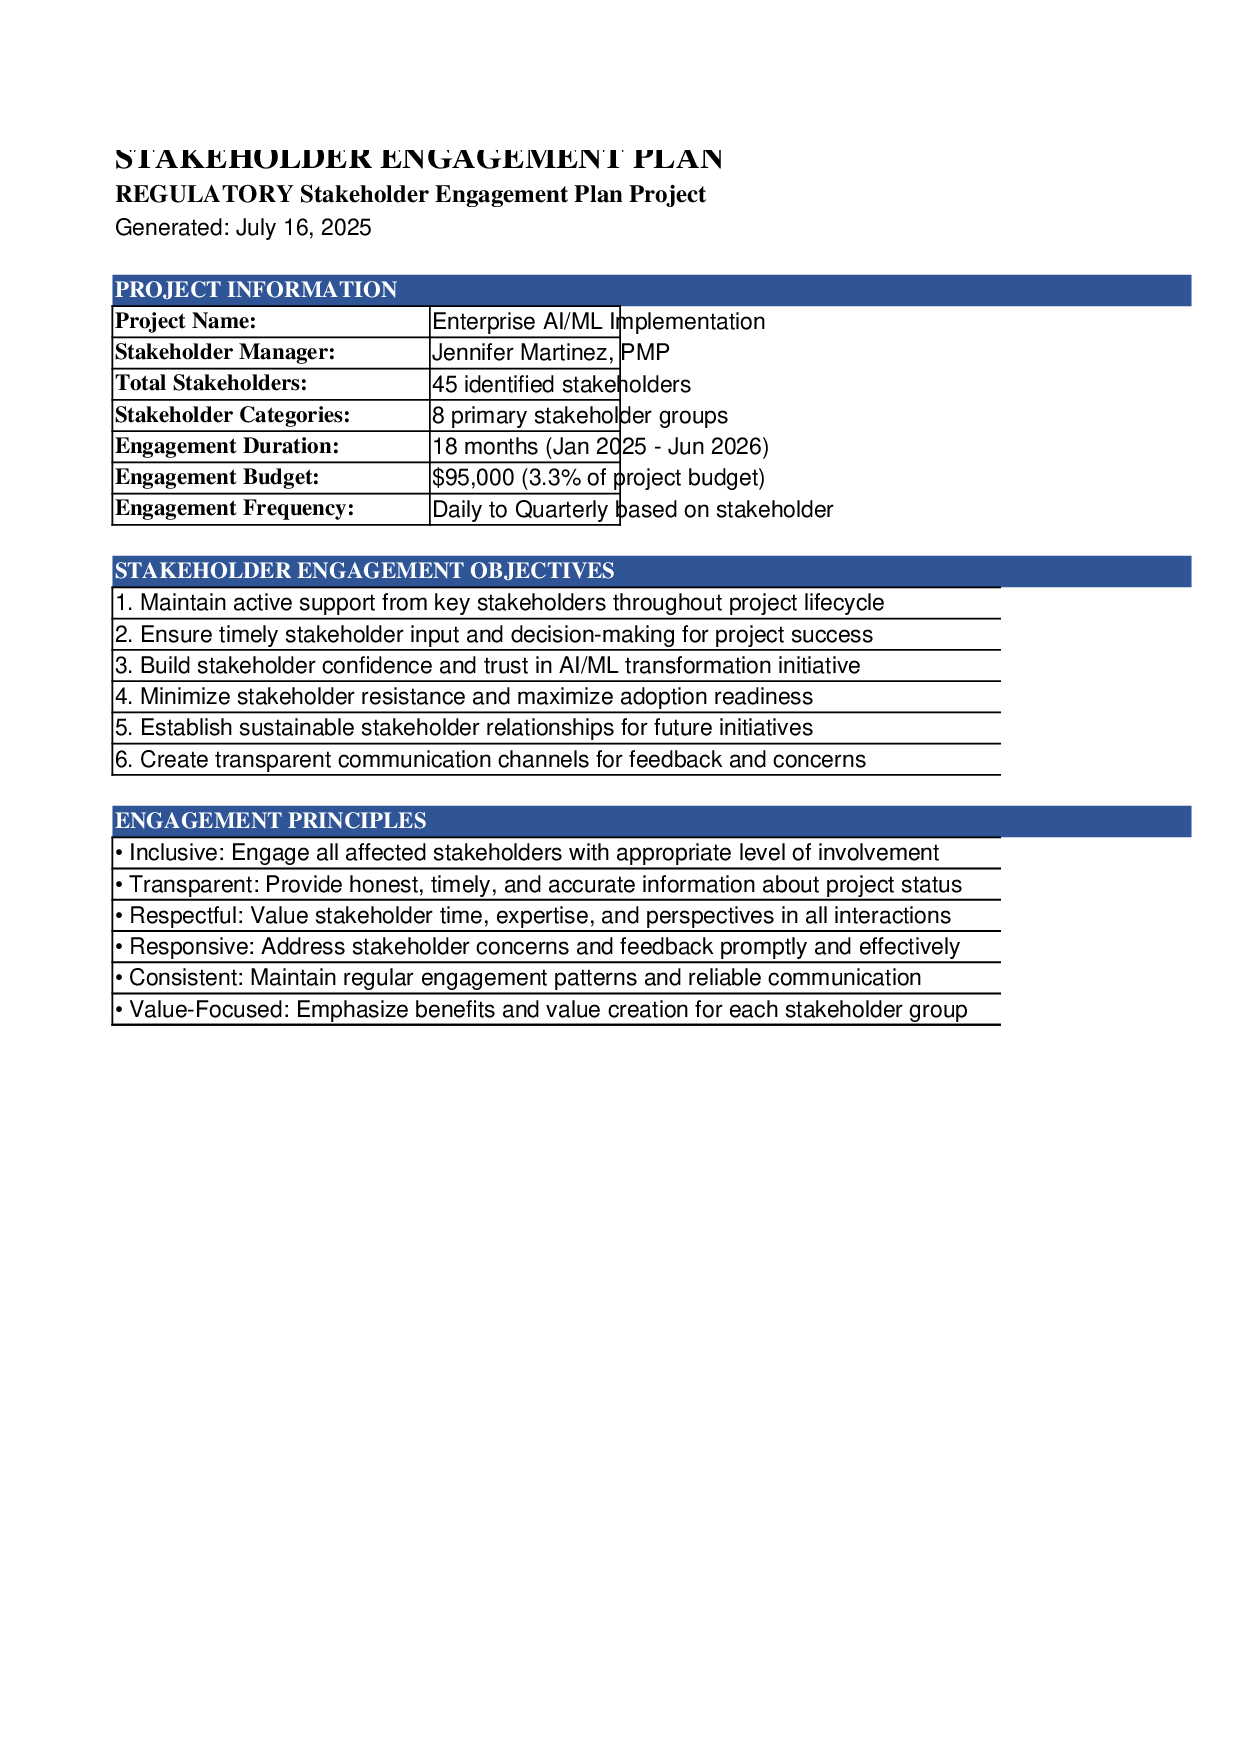 STAKEHOLDER ENGAGEMENT PLAN
REGULATORY Stakeholder Engagement Plan Project
Generated: July 16, 2025
PROJECT INFORMATION
Project Name: Enterprise AI/ML Implementation
Stakeholder Manager: Jennifer Martinez, PMP
Total Stakeholders: 45 identified stakeholders
Stakeholder Categories: 8 primary stakeholder groups
Engagement Duration: 18 months (Jan 2025 - Jun 2026)
Engagement Budget: $95,000 (3.3% of project budget)
Engagement Frequency: Daily to Quarterly based on stakeholder
STAKEHOLDER ENGAGEMENT OBJECTIVES
1. Maintain active support from key stakeholders throughout project lifecycle
2. Ensure timely stakeholder input and decision-making for project success
3. Build stakeholder confidence and trust in AI/ML transformation initiative
4. Minimize stakeholder resistance and maximize adoption readiness
5. Establish sustainable stakeholder relationships for future initiatives
6. Create transparent communication channels for feedback and concerns
ENGAGEMENT PRINCIPLES
• Inclusive: Engage all affected stakeholders with appropriate level of involvement
• Transparent: Provide honest, timely, and accurate information about project status
• Respectful: Value stakeholder time, expertise, and perspectives in all interactions
• Responsive: Address stakeholder concerns and feedback promptly and effectively
• Consistent: Maintain regular engagement patterns and reliable communication
• Value-Focused: Emphasize benefits and value creation for each stakeholder group